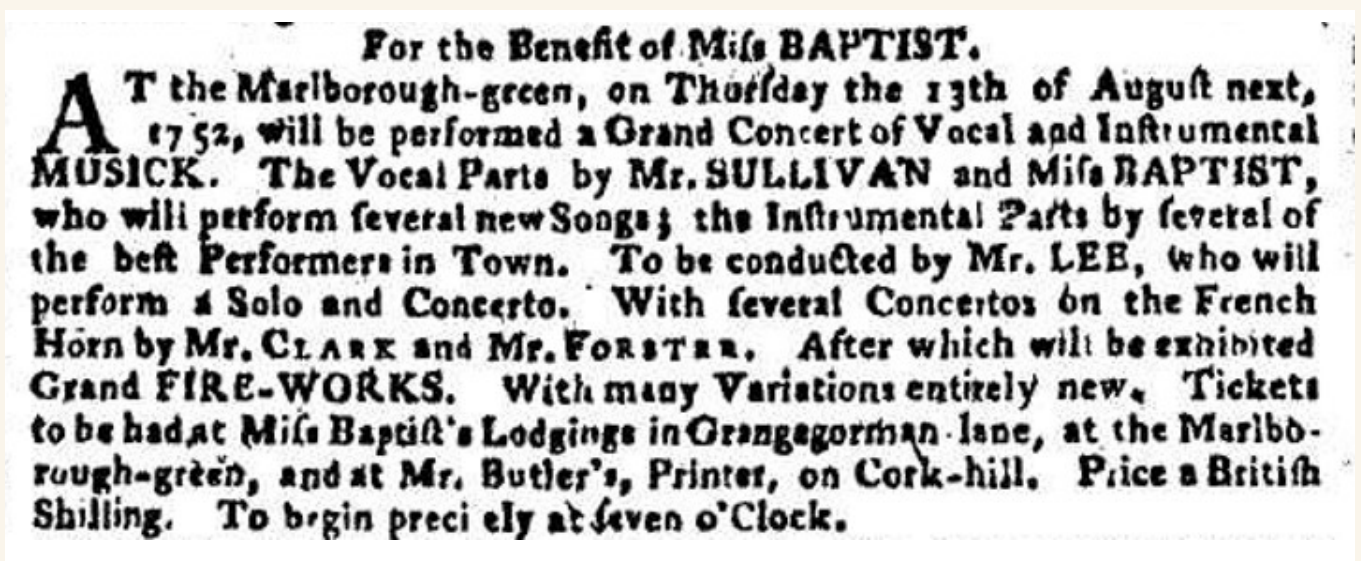 For the Benefit of Miſs BAPTIST.
AT the Marlborough-green, on Thurſday the 13th of Auguſt next,
1752, will be performed a Grand Concert of Vocal and Inſtrumental
MUSICK. The Vocal Parts by Mr. SULLIVAN and Miſs BAPTIST,
who will perform ſeveral new Songs; the Inſtrumental Parts by ſeveral of
the beſt Performers in Town. To be conducted by Mr. LEE, who will
perform a Solo and Concerto. With ſeveral Concertos on the French
Horn by Mr. CLARK and Mr. FORSTER. After which will be exhibited
Grand FIRE-WORKS. With many Variations entirely new. Tickets
to be had at Miſs Baptiſt's Lodgings in Grangegorman-lane, at the Marlbo-
rough-green, and at Mr. Butler's, Printer, on Cork-hill. Price a Britiſh
Shilling. To begin preci ely at ſeven o'Clock.